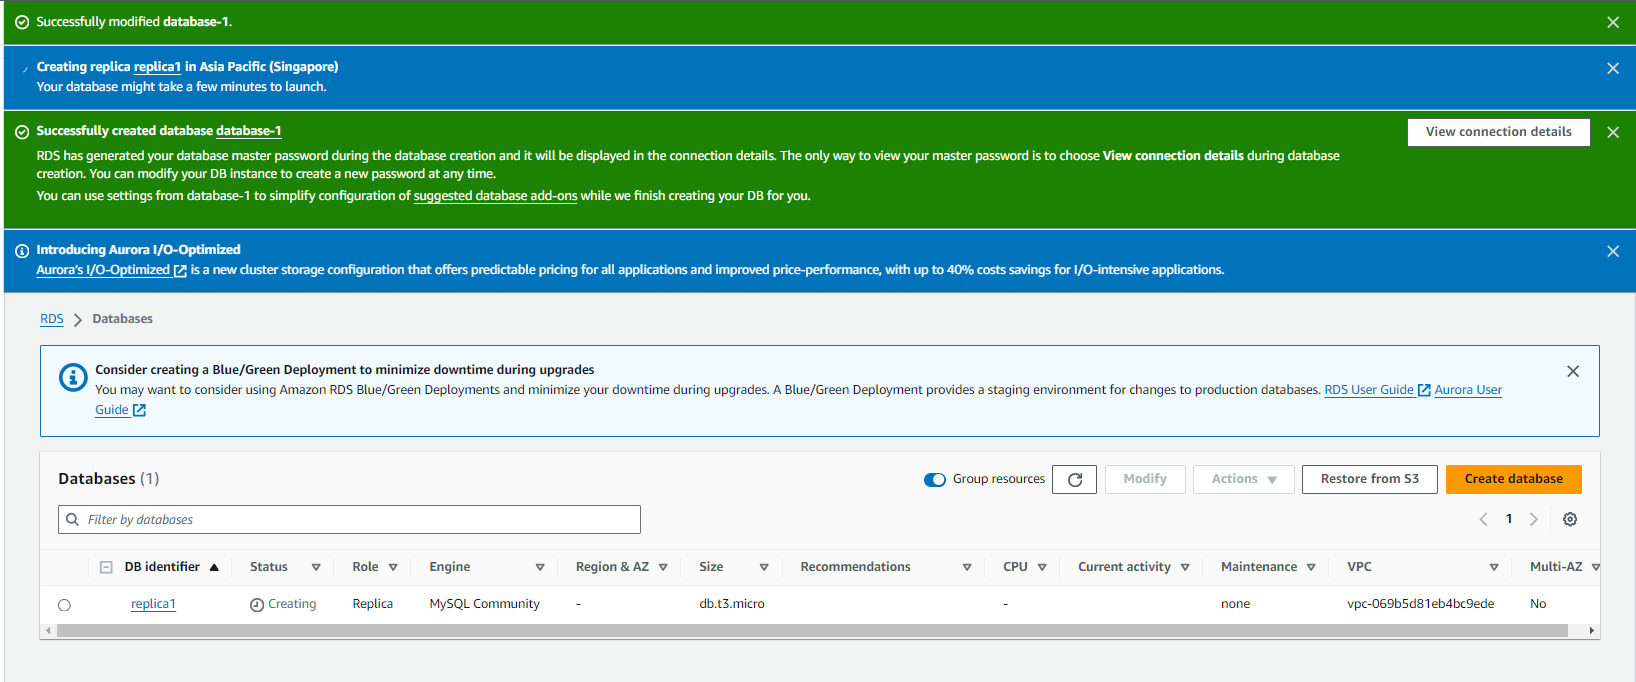 Successfully modified database-1.
Creating replica replica1 in Asia Pacific (Singapore)
Your database might take a few minutes to launch.
Successfully created database database-1
View connection details
RDS has generated your database master password during the database creation and it will be displayed in the connection details. The only way to view your master password is to choose View connection details during database
creation. You can modify your DB instance to create a new password at any time.
You can use settings from database-1 to simplify configuration of suggested database add-ons while we finish creating your DB for you.
Introducing Aurora I/O-Optimized
Aurora's I/O-Optimized is a new cluster storage configuration that offers predictable pricing for all applications and improved price-performance, with up to 40% costs savings for I/O-intensive applications.
RDS > Databases
Consider creating a Blue/Green Deployment to minimize downtime during upgrades
You may want to consider using Amazon RDS Blue/Green Deployments and minimize your downtime during upgrades. A Blue/Green Deployment provides a staging environment for changes to production databases. RDS User Guide Aurora User
Guide
Databases (1) Group resources Modify Actions Restore from S3 Create database
Filter by databases 1
DB identifier Status Role Engine Region & AZ Size Recommendations CPU Current activity Maintenance VPC Multi-AZ
replica1 Creating Replica MySQL Community - db.t3.micro - none vpc-069b5d81eb4bc9ede No